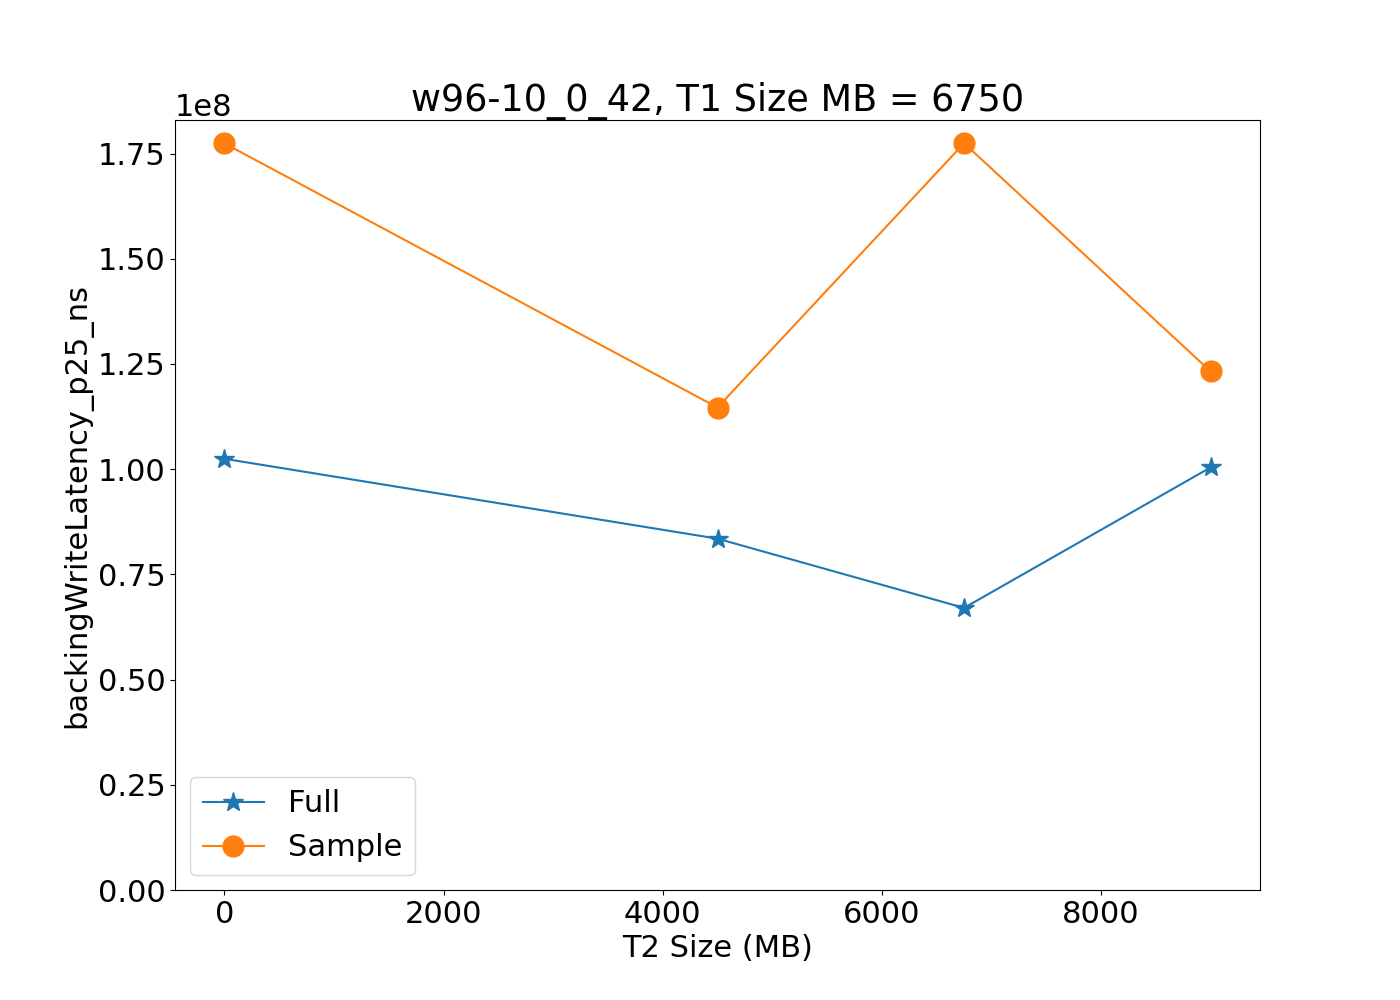 w96-10_0_42, T1 Size MB = 6750
1e8
1.75
1.50
1.25
1.00
0.75
0.50
0.25
0.00
backingWriteLatency_p25_ns
Full
Sample
0 2000 4000 6000 8000
T2 Size (MB)